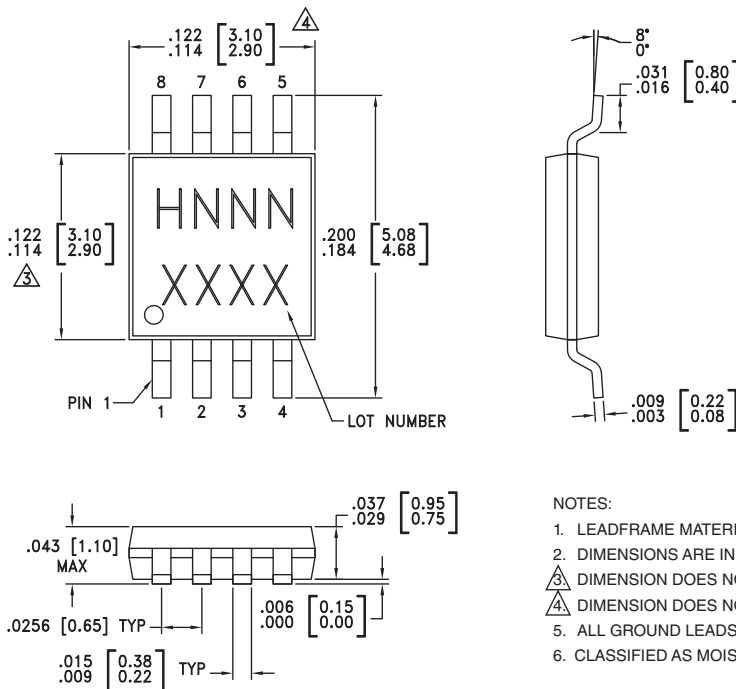 .122 [3.10]
.114 [2.90]
4
8 7 6 5
HNNN
XXXX
.122 [3.10]
.114 [2.90]
3
.200 [5.08]
.184 [4.68]
PIN 1
1 2 3 4
LOT NUMBER
8°
0°
.031 [0.80]
.016 [0.40]
.009 [0.22]
.003 [0.08]
.037 [0.95]
.029 [0.75]
.043 [1.10]
MAX
.006 [0.15]
.000 [0.00]
.0256 [0.65] TYP
.015 [0.38]
.009 [0.22]
TYP
NOTES:
1. LEADFRAME MATERI
2. DIMENSIONS ARE IN
3. DIMENSION DOES NO
4. DIMENSION DOES NO
5. ALL GROUND LEADS
6. CLASSIFIED AS MOIS